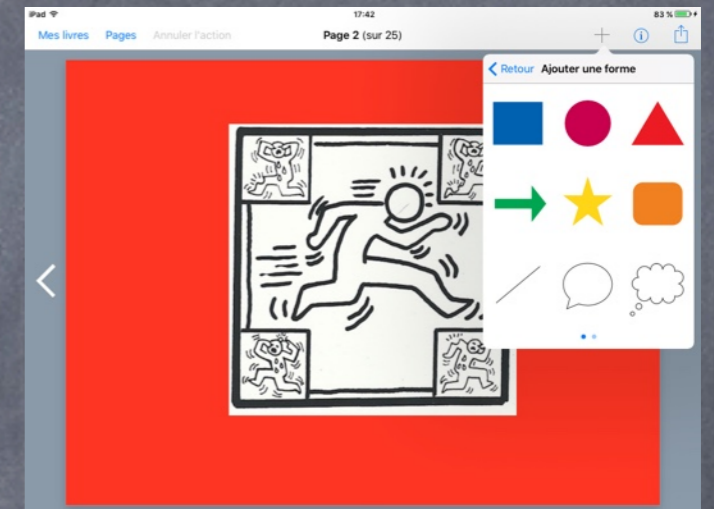 iPad 17:42 83 %
Mes livres Pages Annuler l'action Page 2 (sur 25)
Retour Ajouter une forme